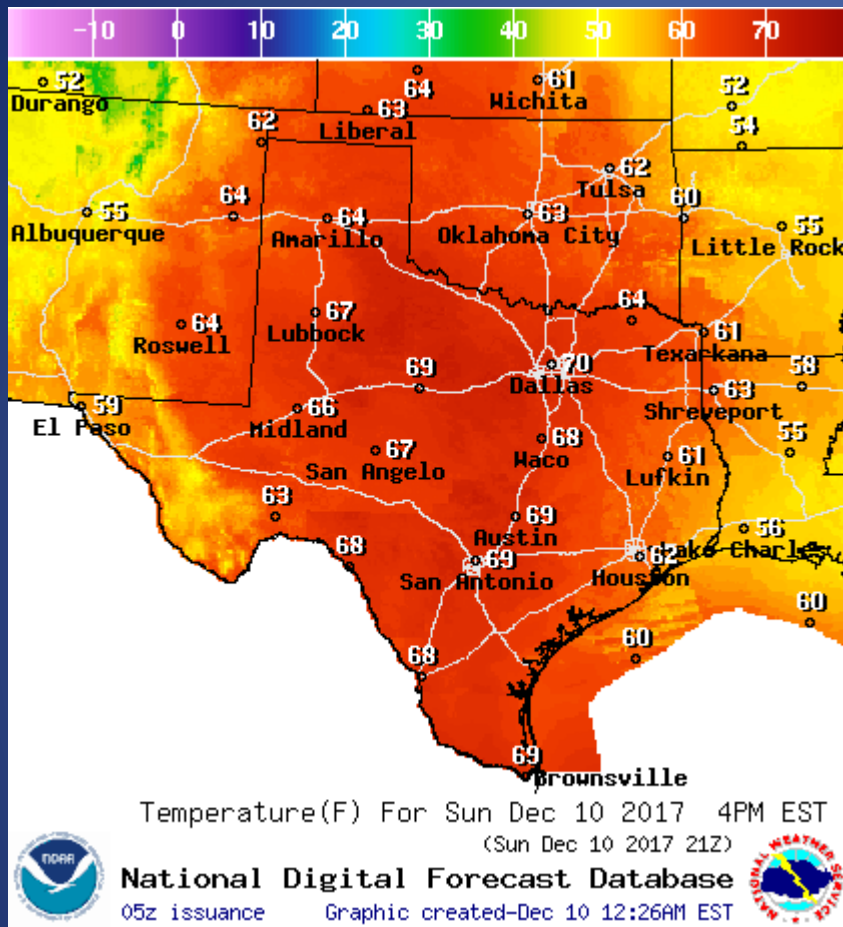 -10 0 10 20 30 40 50 60 70
52
Durango
64
61
Wichita
52
63
Liberal
62
54
62
Tulsa
55
Albuquerque
64
64
Amarillo
63
Oklahoma City
60
55
Little Rock
64
Roswell
67
Lubbock
64
61
Texarkana
69
70
Dallas
58
63
Shreveport
59
El Paso
66
Midland
67
San Angelo
68
Waco
61
Lufkin
55
63
69
Austin
56
Lake Charles
68
69
San Antonio
62
Houston
60
60
68
69
Brownsville
Temperature(F) For Sun Dec 10 2017 4PM EST
(Sun Dec 10 2017 21Z)
National Digital Forecast Database
05z issuance Graphic created-Dec 10 12:26AM EST
NOAA
NATIONAL WEATHER SERVICE